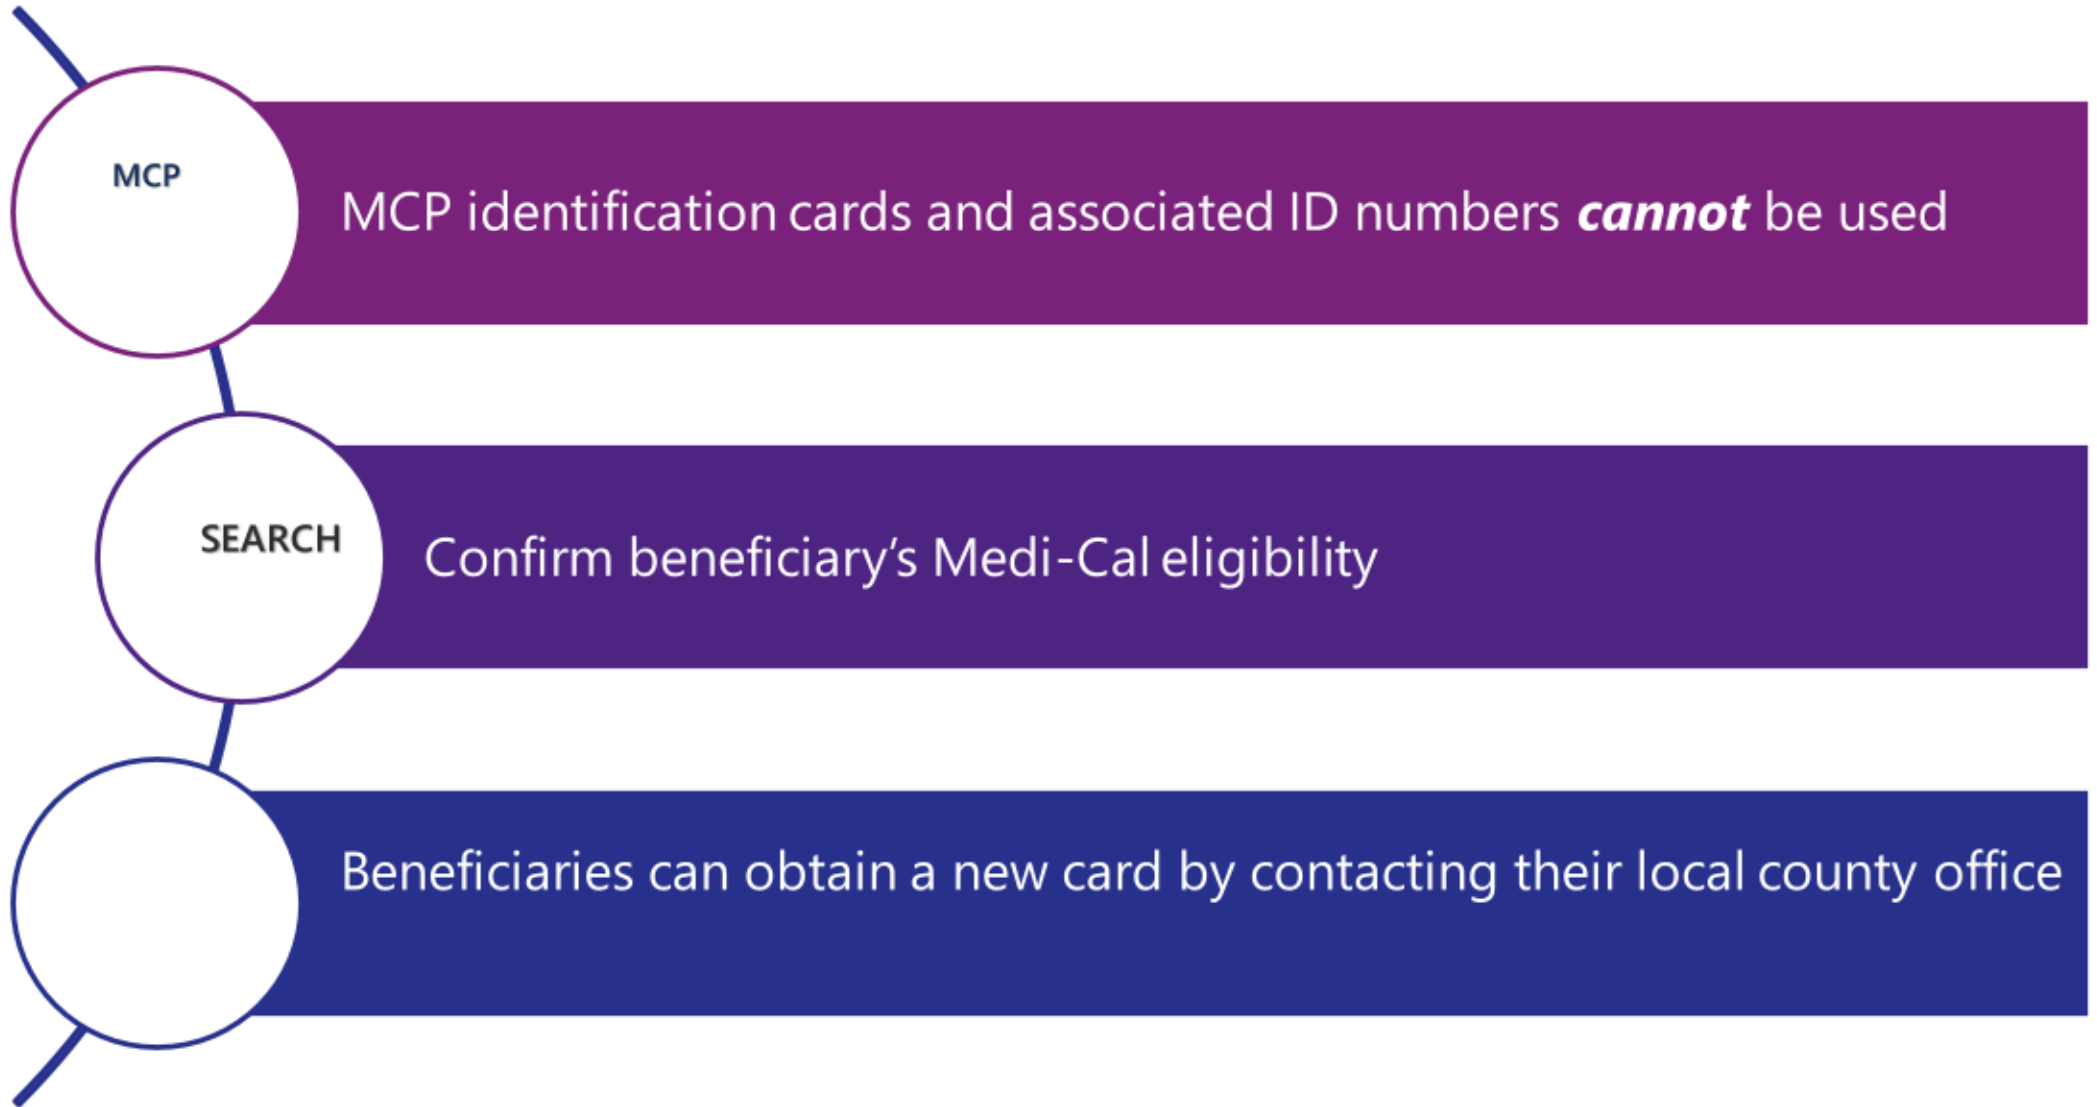 MCP
MCP identification cards and associated ID numbers cannot be used
SEARCH
Confirm beneficiary’s Medi-Cal eligibility
Beneficiaries can obtain a new card by contacting their local county office